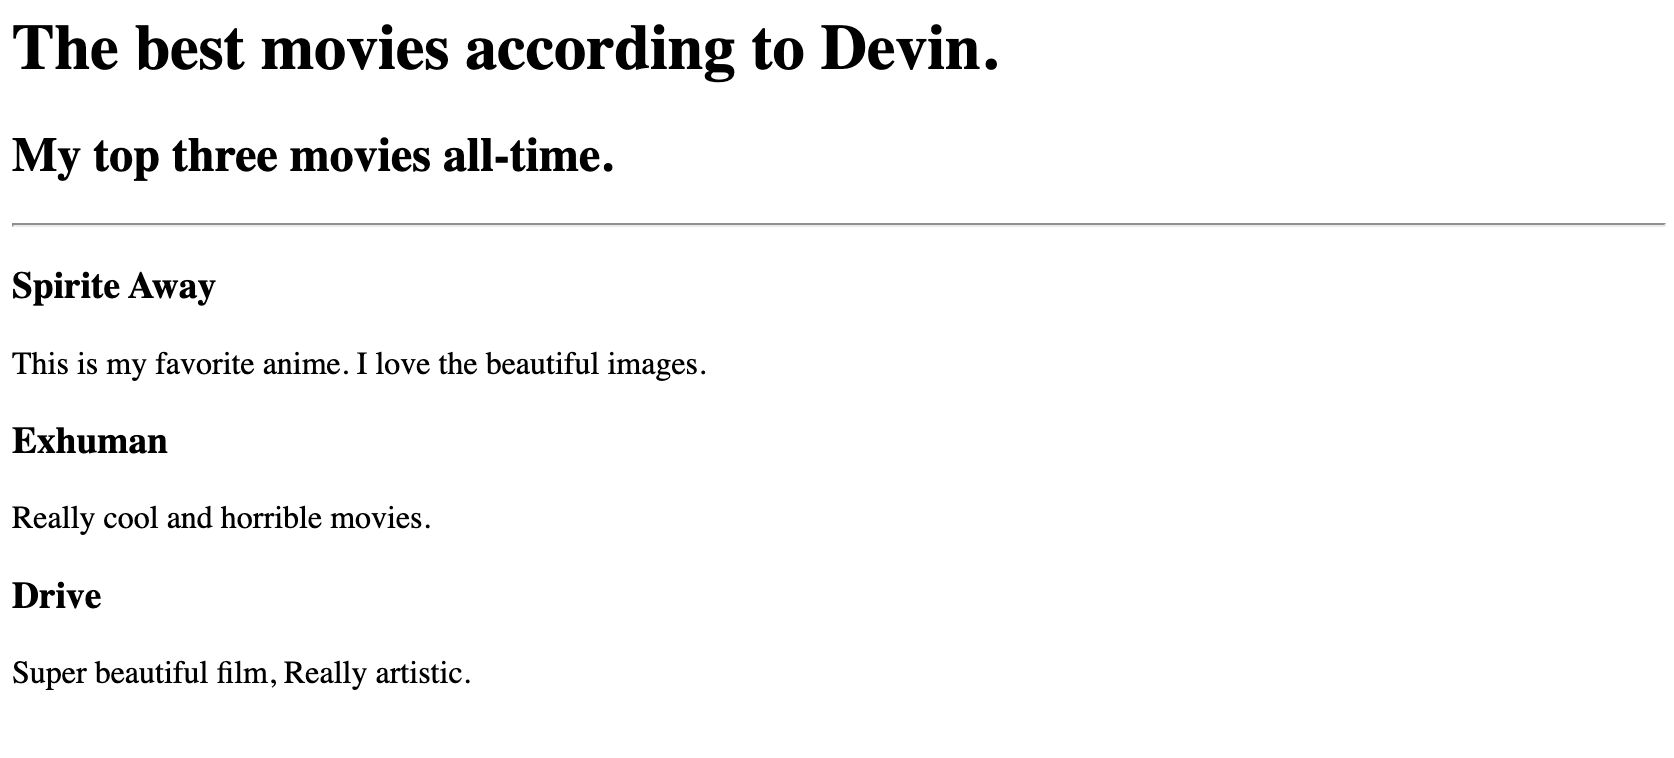 The best movies according to Devin.
My top three movies all-time.
Spirite Away
This is my favorite anime. I love the beautiful images.
Exhuman
Really cool and horrible movies.
Drive
Super beautiful film, Really artistic.